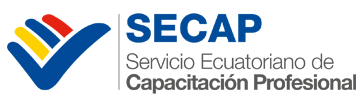 SECAP
Servicio Ecuatoriano de
Capacitación Profesional